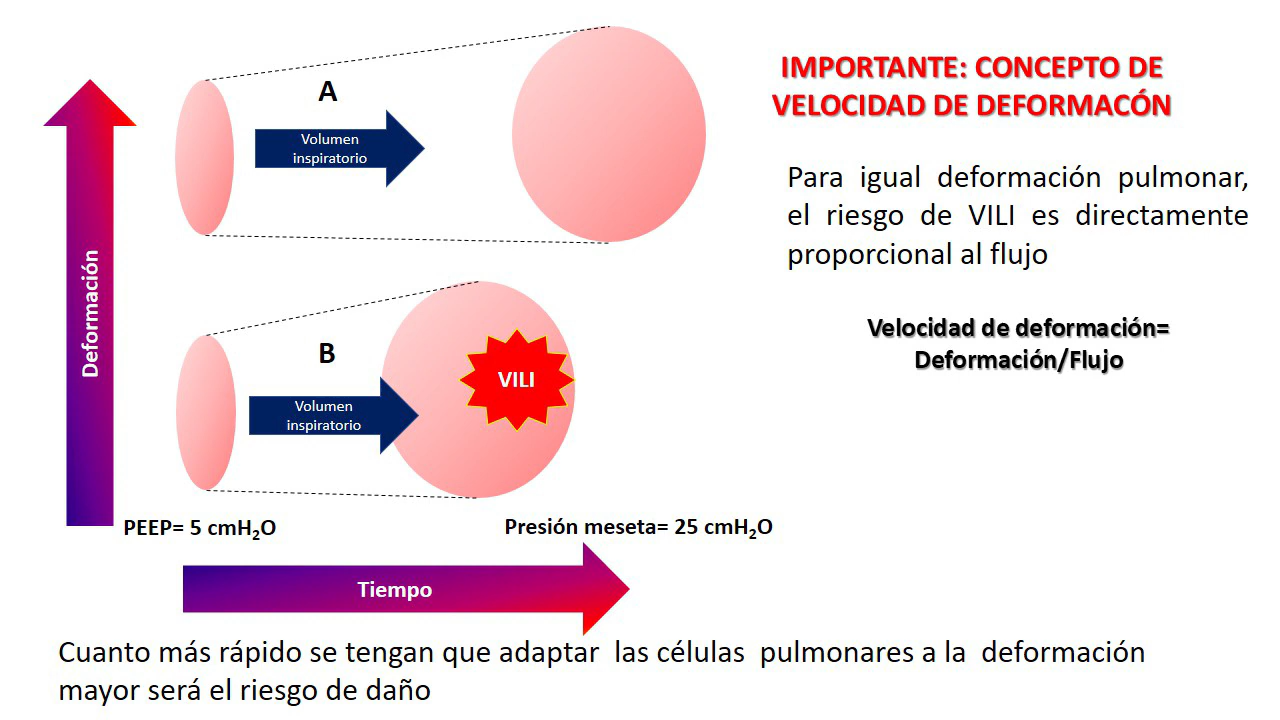 IMPORTANTE: CONCEPTO DE
VELOCIDAD DE DEFORMACÓN
A
Volumen
inspiratorio
Para igual deformación pulmonar,
el riesgo de VILI es directamente
proporcional al flujo
Deformación
B
Volumen
inspiratorio
VILI
Velocidad de deformación=
Deformación/Flujo
PEEP= 5 cmH₂O
Presión meseta= 25 cmH₂O
Tiempo
Cuanto más rápido se tengan que adaptar las células pulmonares a la deformación
mayor será el riesgo de daño